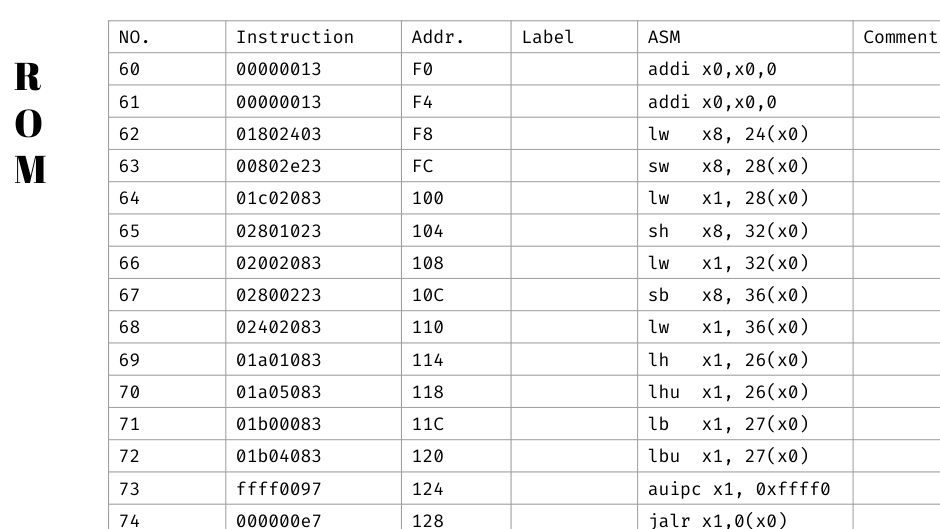 R
O
M
NO. Instruction Addr. Label ASM Comment
60 00000013 F0 addi x0,x0,0
61 00000013 F4 addi x0,x0,0
62 01802403 F8 lw x8, 24(x0)
63 00802e23 FC sw x8, 28(x0)
64 01c02083 100 lw x1, 28(x0)
65 02801023 104 sh x8, 32(x0)
66 02002083 108 lw x1, 32(x0)
67 02800223 10C sb x8, 36(x0)
68 02402083 110 lw x1, 36(x0)
69 01a01083 114 lh x1, 26(x0)
70 01a05083 118 lhu x1, 26(x0)
71 01b00083 11C lb x1, 27(x0)
72 01b04083 120 lbu x1, 27(x0)
73 ffff0097 124 auipc x1, 0xffff0
74 000000e7 128 jalr x1,0(x0)